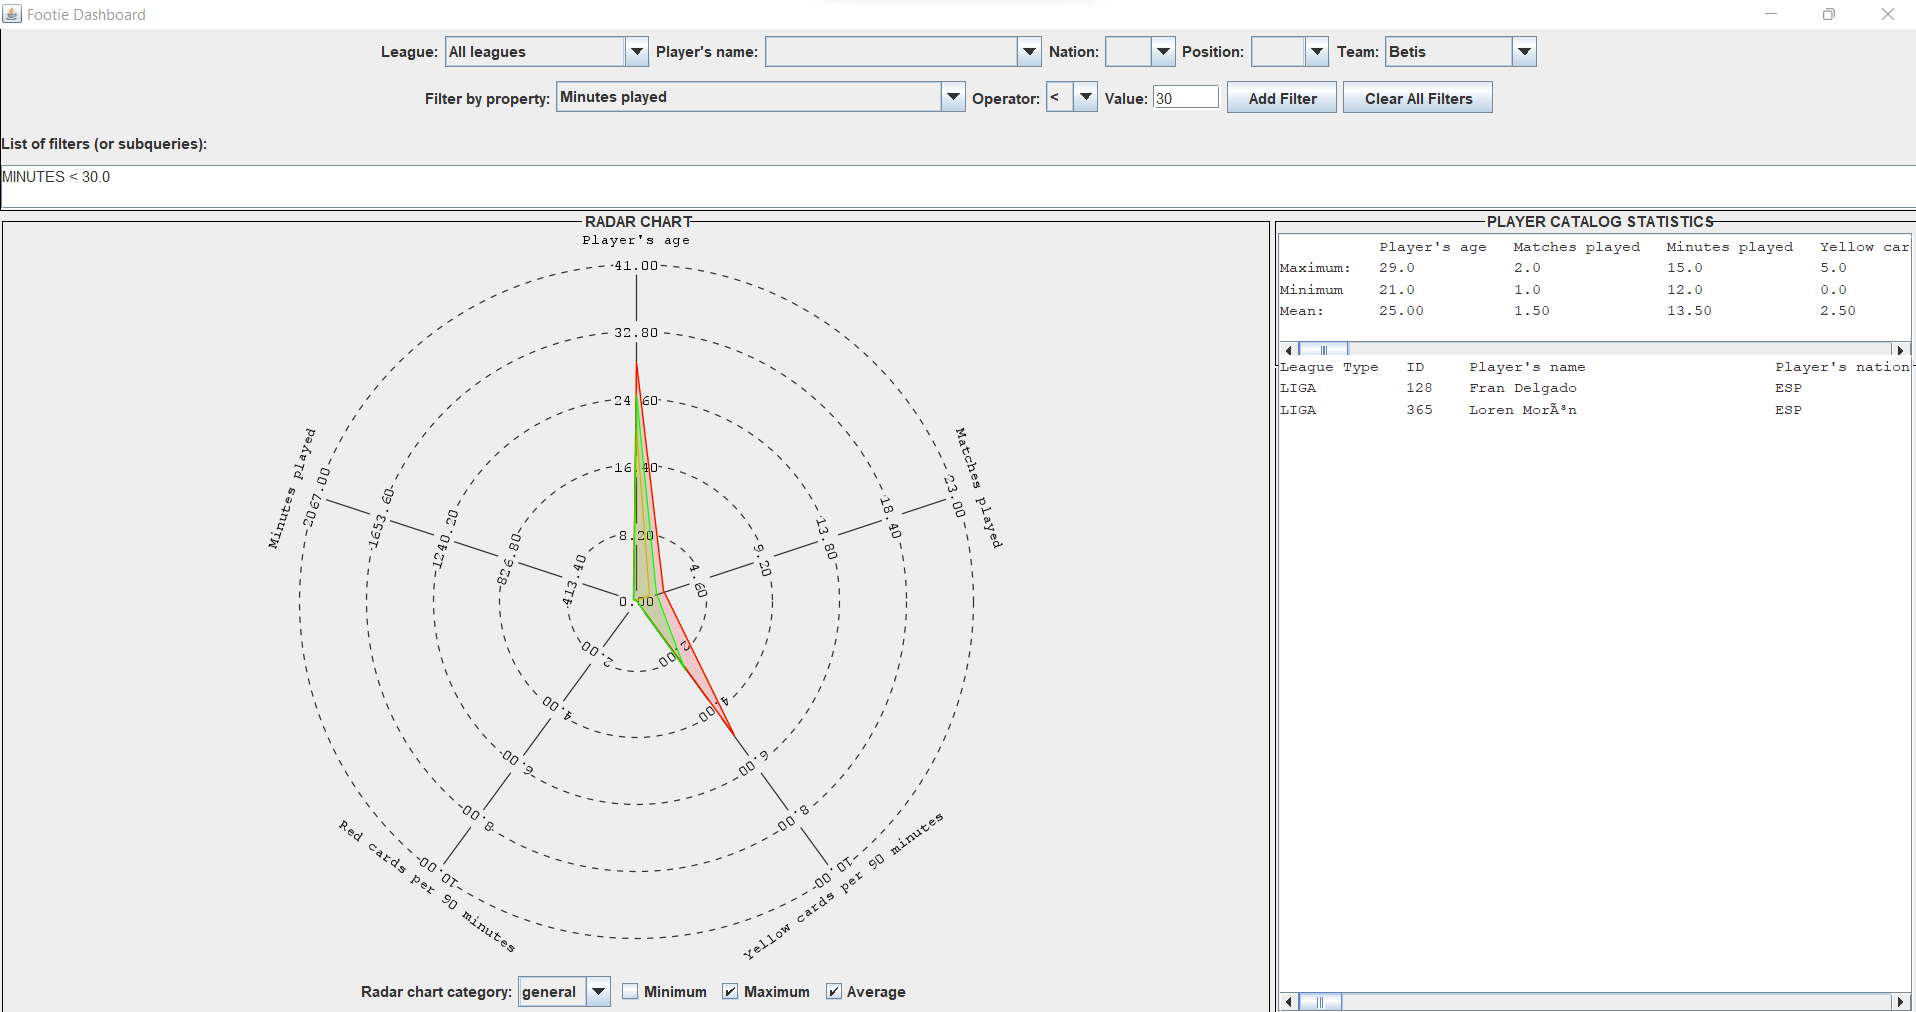 Footie Dashboard
League: All leagues Player's name: Nation: Position: Team: Betis
Filter by property: Minutes played Operator: < Value: 30 Add Filter Clear All Filters
List of filters (or subqueries):
MINUTES < 30.0
RADAR CHART
Player's age
41.00
32.80
24.60
16.40
8.20
0.00
Matches played
23.00
18.40
13.80
9.20
4.60
Minutes played
2067.00
1653.60
1240.20
826.80
413.40
2.00
4.00
6.00
8.00
10.00
Red cards per 90 minutes
2.00
4.00
6.00
8.00
10.00
Yellow cards per 90 minutes
Radar chart category: general Minimum Maximum Average
PLAYER CATALOG STATISTICS
Player's age Matches played Minutes played Yellow car
Maximum: 29.0 2.0 15.0 5.0
Minimum 21.0 1.0 12.0 0.0
Mean: 25.00 1.50 13.50 2.50
League Type ID Player's name Player's nation
LIGA 128 Fran Delgado ESP
LIGA 365 Loren MorÃ³n ESP